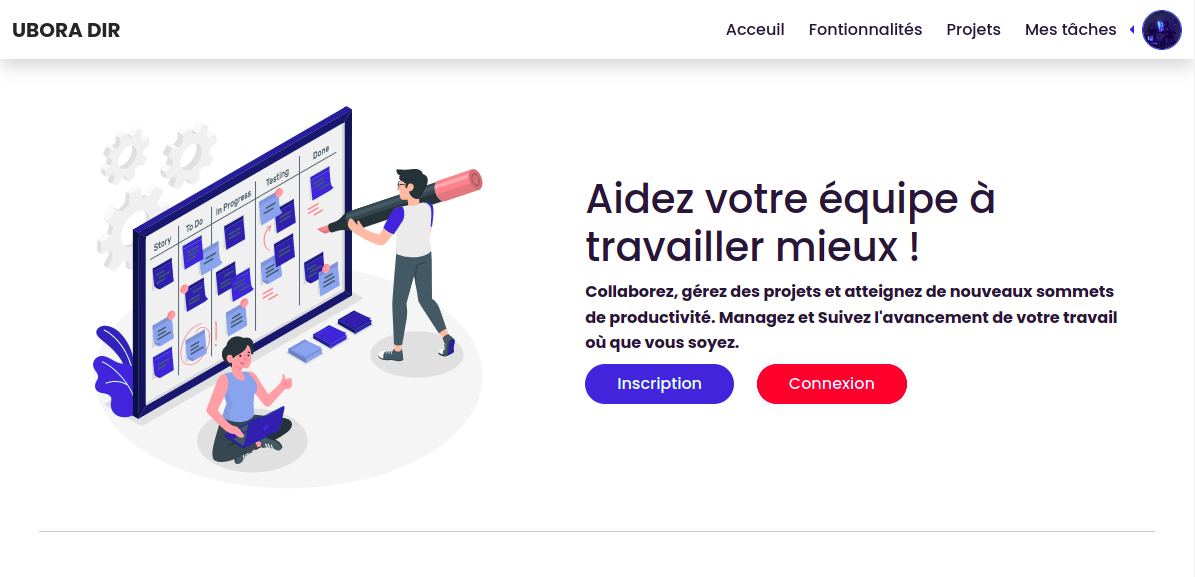 UBORA DIR
Acceuil Fontionnalités Projets Mes tâches
Story To Do In Progress Testing Done
Aidez votre équipe à
travailler mieux !
Collaborez, gérez des projets et atteignez de nouveaux sommets
de productivité. Managez et Suivez l'avancement de votre travail
où que vous soyez.
Inscription Connexion